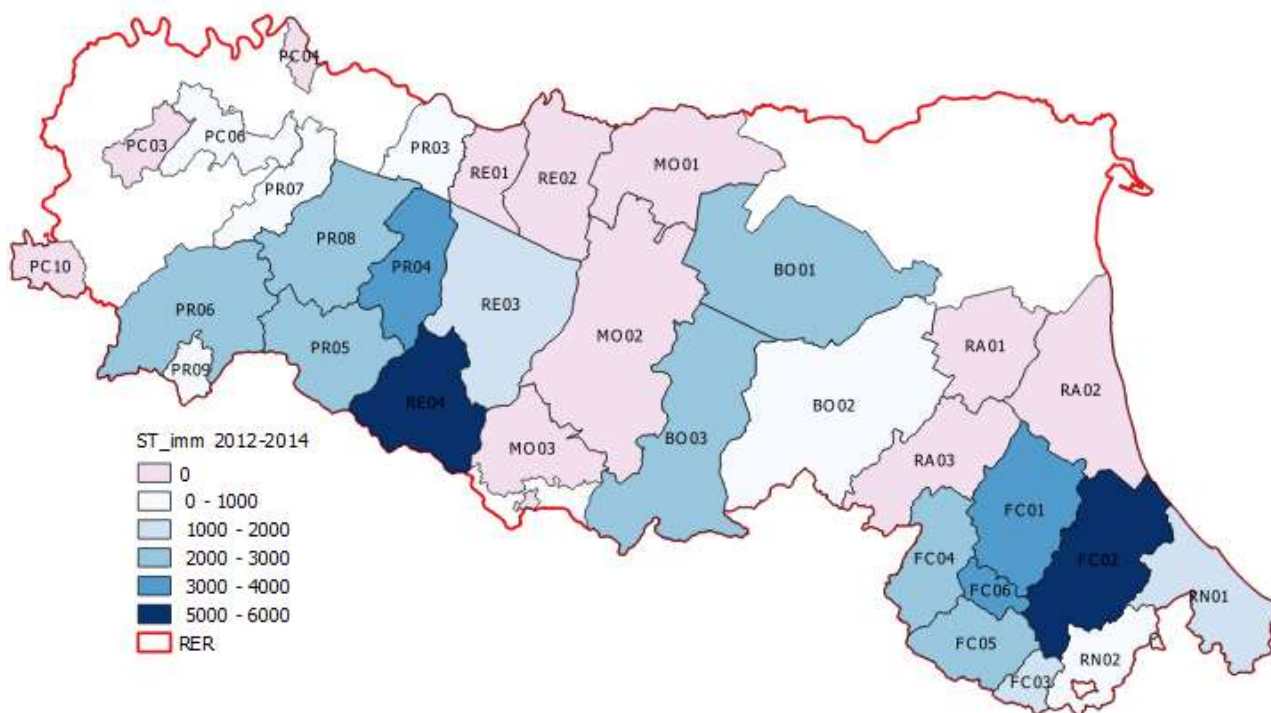 PC04
PC03
PC06
PR03
MO01
RE01
RE02
PR07
PR08
PC10
PR04
BO01
RE03
PR06
MO02
PR05
RA01
PR09
RA02
RE04
BO02
ST_imm 2012-2014
BO03
MO03
RA03
0
0 - 1000
1000 - 2000
2000 - 3000
3000 - 4000
5000 - 6000
RER
FC01
FC04
FC02
FC06
RN01
FC05
RN02
FC03